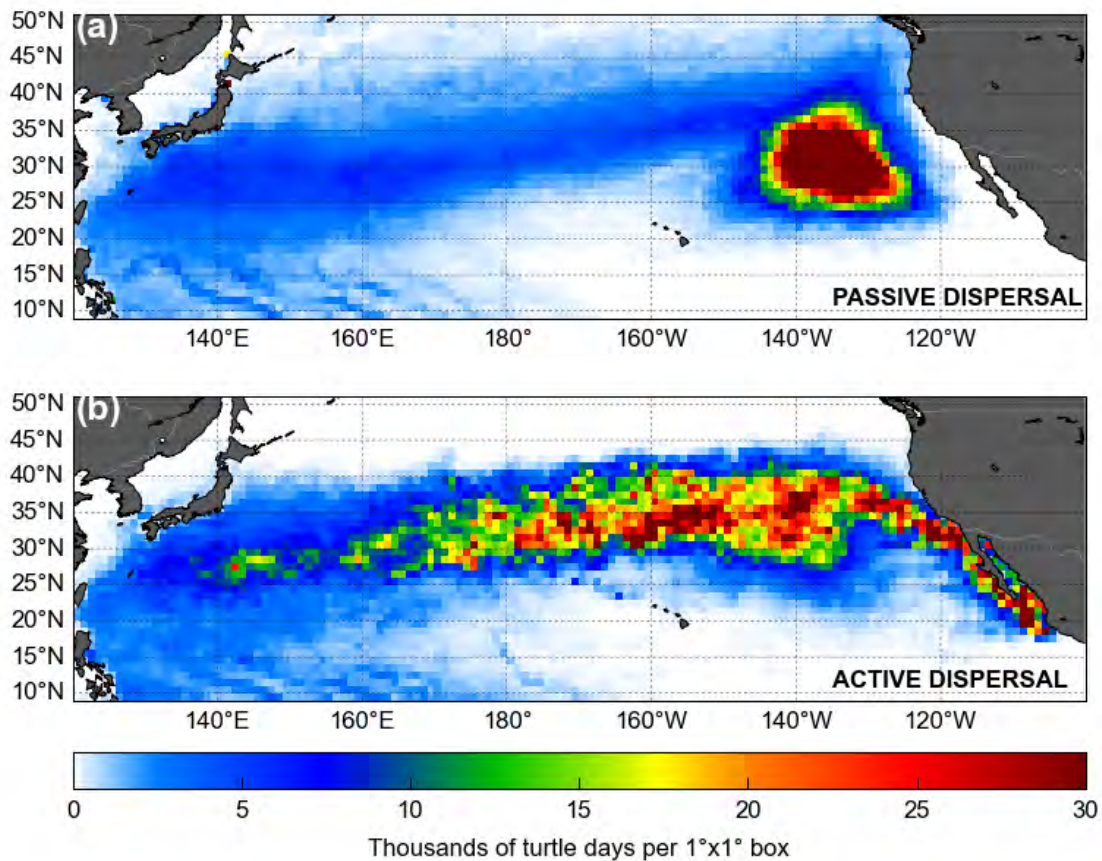 (a)
50°N
45°N
40°N
35°N
30°N
25°N
20°N
15°N
10°N
PASSIVE DISPERSAL
140°E 160°E 180° 160°W 140°W 120°W
(b)
50°N
45°N
40°N
35°N
30°N
25°N
20°N
15°N
10°N
ACTIVE DISPERSAL
140°E 160°E 180° 160°W 140°W 120°W
0 5 10 15 20 25 30
Thousands of turtle days per 1°x1° box